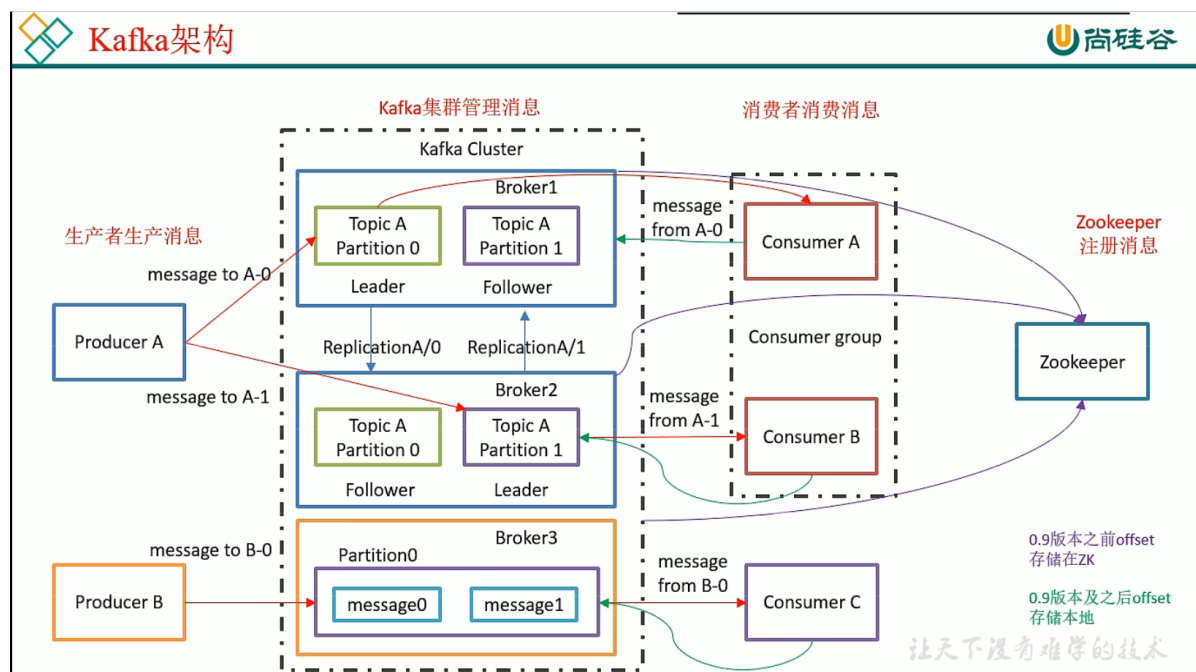 Kafka架构
尚硅谷
Kafka集群管理消息
消费者消费消息
Kafka Cluster
Broker1
Topic A
Partition 0
Topic A
Partition 1
Leader
Follower
message
from A-0
Consumer A
Zookeeper
注册消息
生产者生产消息
message to A-0
Producer A
message to A-1
ReplicationA/0
ReplicationA/1
Consumer group
Zookeeper
Broker2
Topic A
Partition 0
Topic A
Partition 1
Follower
Leader
message
from A-1
Consumer B
message to B-0
Producer B
Broker3
Partition0
message0
message1
message
from B-0
Consumer C
0.9版本之前offset
存储在ZK
0.9版本及之后offset
存储本地
让天下没有难学的技术